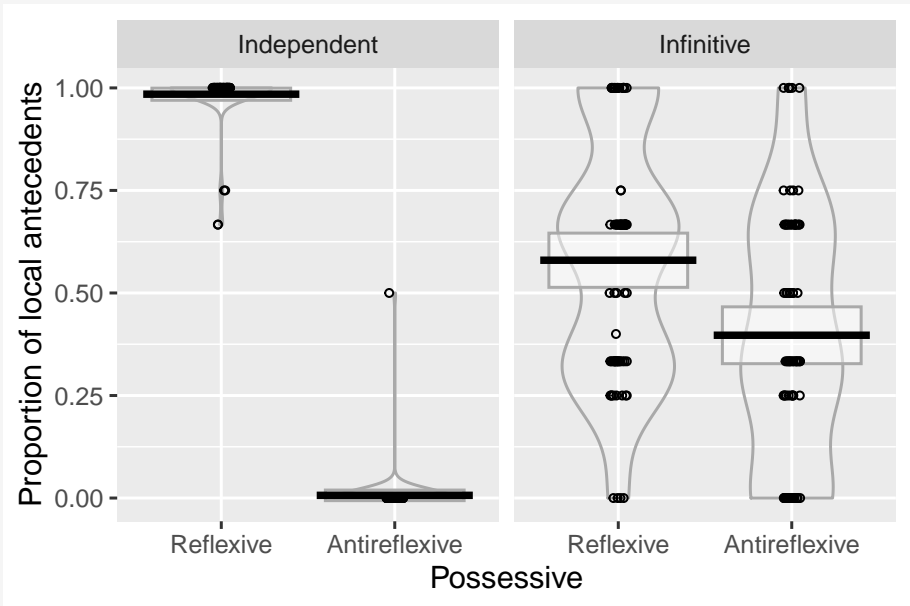 Independent
Infinitive
Proportion of local antecedents
1.00
0.75
0.50
0.25
0.00
Reflexive
Antireflexive
Reflexive
Antireflexive
Possessive